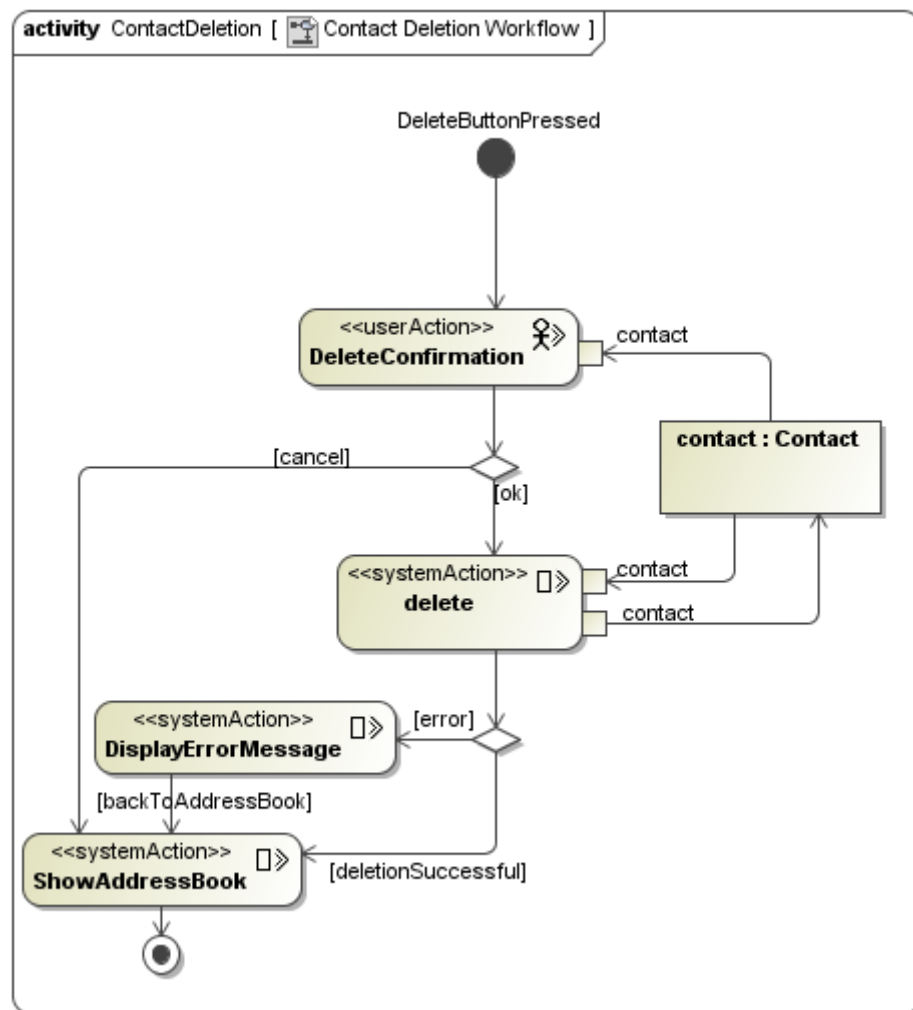 activity ContactDeletion [ Contact Deletion Workflow ]
DeleteButtonPressed
<<userAction>>
DeleteConfirmation
contact
contact : Contact
[cancel]
[ok]
<<systemAction>>
delete
contact
contact
<<systemAction>>
DisplayErrorMessage
[error]
[backToAddressBook]
<<systemAction>>
ShowAddressBook
[deletionSuccessful]